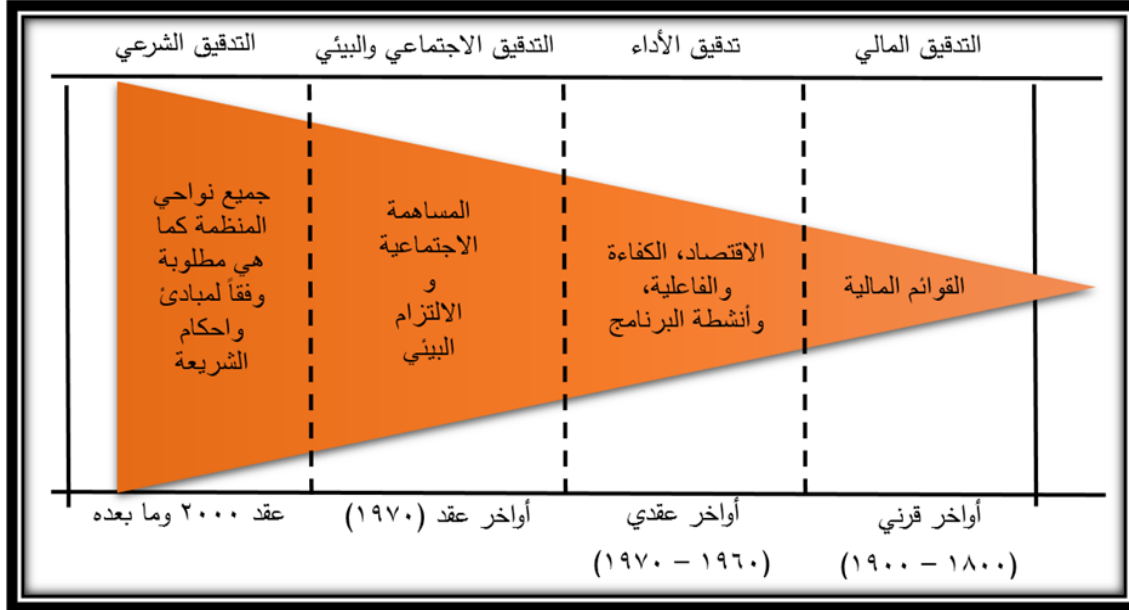 التدقيق المالي
تدقيق الأداء
التدقيق الاجتماعي والبيئي
التدقيق الشرعي
القوائم المالية
الاقتصاد، الكفاءة
والفاعلية،
وأنشطة البرنامج
المساهمة
الاجتماعية
و
الالتزام
البيئي
جميع نواحي
المنظمة كما
هي مطلوبة
وفقاً لمبادئ
واحكام
الشريعة
أواخر قرني
(١٨٠٠ – ١٩٠٠)
أواخر عقدي
(١٩٦٠ – ١٩٧٠)
أواخر عقد (١٩٧٠)
عقد ٢٠٠٠ وما بعده